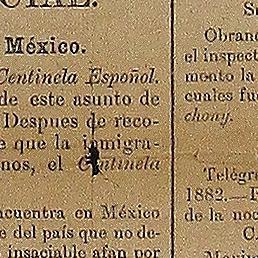 México.
Centinela Español.
de este asunto de
Despues de reco-
e que la inmigra-
nos, el Centinela
cuentra en México
e del país que no de-
insaciable afan por
Obran
el inspect
mento la
cuales fu
chony.
Telegr
1882.—
de la noc